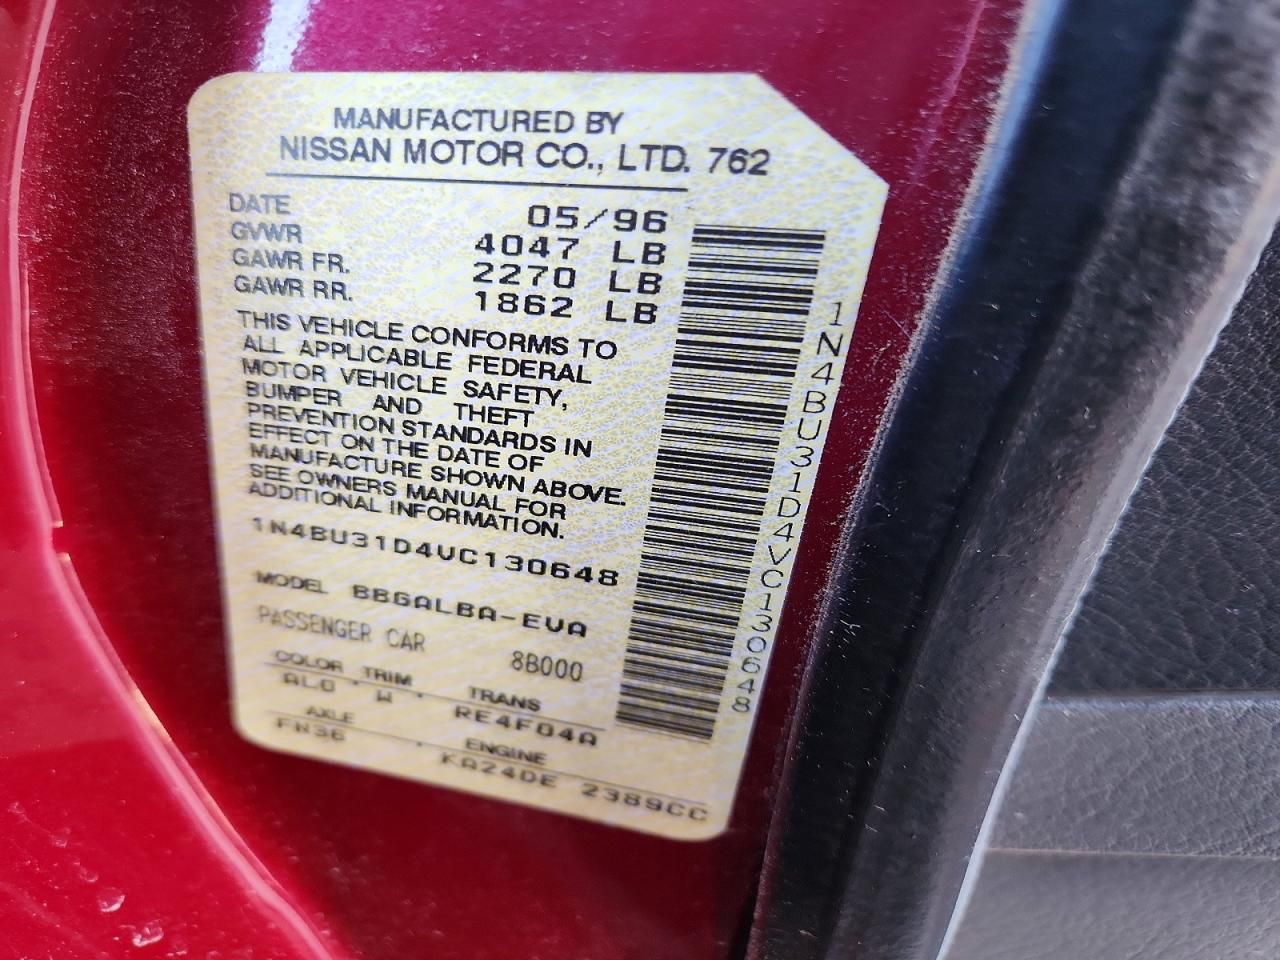 MANUFACTURED BY
NISSAN MOTOR CO., LTD. 762
DATE 05/96
GVWR 4047 LB
GAWR FR. 2270 LB
GAWR RR. 1862 LB
THIS VEHICLE CONFORMS TO
ALL APPLICABLE FEDERAL
MOTOR VEHICLE SAFETY,
BUMPER AND THEFT
PREVENTION STANDARDS IN
EFFECT ON THE DATE OF
MANUFACTURE SHOWN ABOVE.
SEE OWNERS MANUAL FOR
ADDITIONAL INFORMATION.
1N4BU31D4VC130648
MODEL BBGALBA-EVA
PASSENGER CAR 8B000
COLOR TRIM TRANS
AL0 W RE4F04A
AXLE ENGINE
FN36 KA24DE 2389CC
1N4BU31D4VC130648